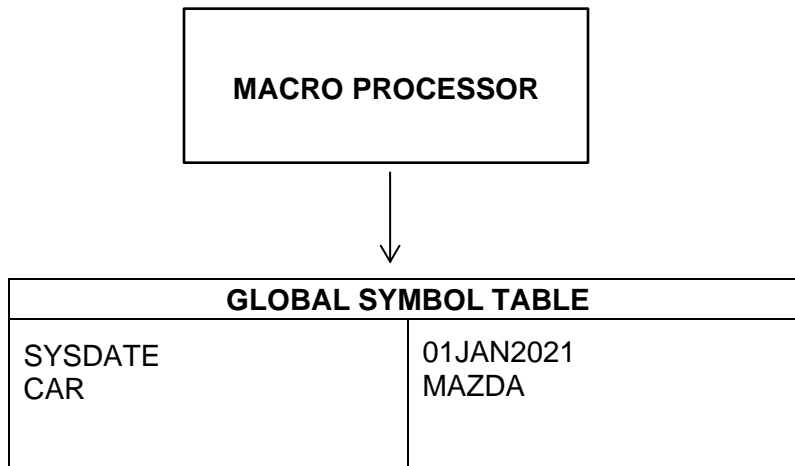 MACRO PROCESSOR
GLOBAL SYMBOL TABLE
SYSDATE 01JAN2021
CAR MAZDA